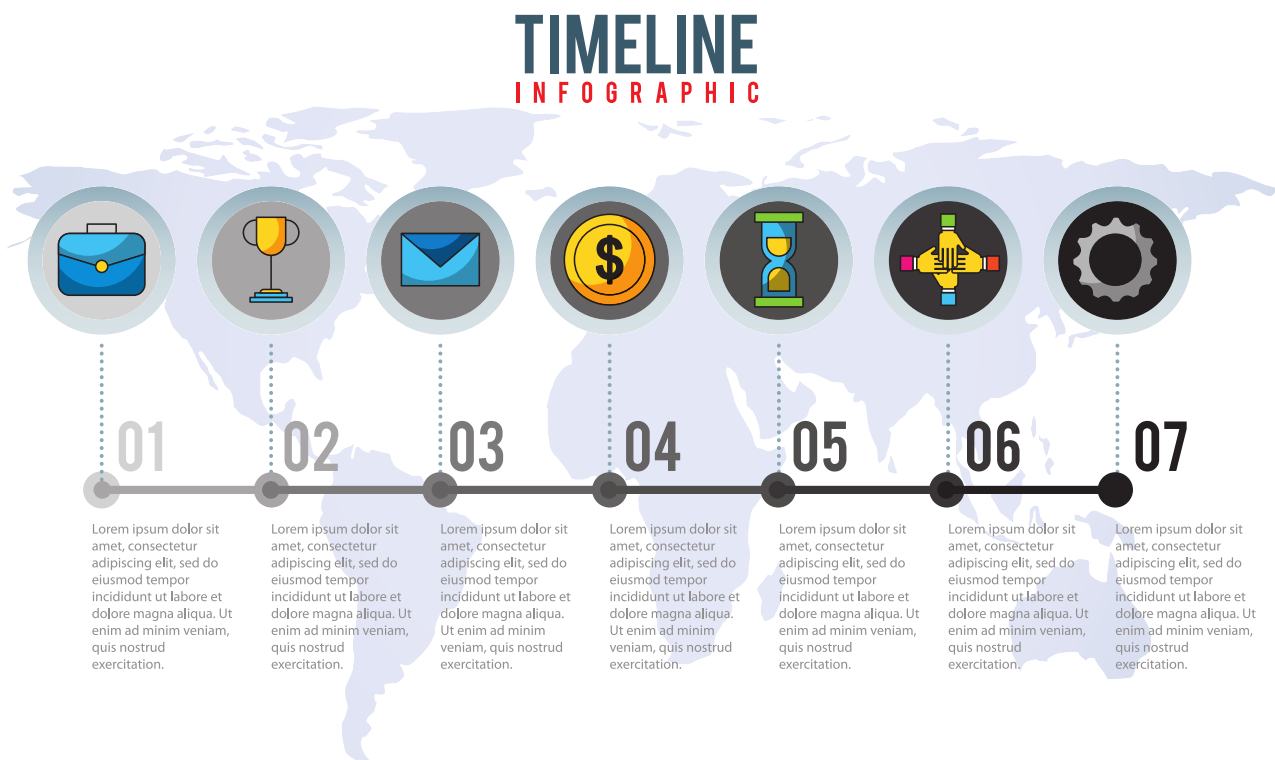 TIMELINE
INFOGRAPHIC
$
01
02
03
04
05
06
07
Lorem ipsum dolor sit
amet, consectetur
adipiscing elit, sed do
eiusmod tempor
incididunt ut labore et
dolore magna aliqua. Ut
enim ad minim veniam,
quis nostrud
exercitation.
Lorem ipsum dolor sit
amet, consectetur
adipiscing elit, sed do
eiusmod tempor
incididunt ut labore et
dolore magna aliqua. Ut
enim ad minim veniam,
quis nostrud
exercitation.
Lorem ipsum dolor sit
amet, consectetur
adipiscing elit, sed do
eiusmod tempor
incididunt ut labore et
dolore magna aliqua.
Ut enim ad minim
veniam, quis nostrud
exercitation.
Lorem ipsum dolor sit
amet, consectetur
adipiscing elit, sed do
eiusmod tempor
incididunt ut labore et
dolore magna aliqua.
Ut enim ad minim
veniam, quis nostrud
exercitation.
Lorem ipsum dolor sit
amet, consectetur
adipiscing elit, sed do
eiusmod tempor
incididunt ut labore et
dolore magna aliqua. Ut
enim ad minim veniam,
quis nostrud
exercitation.
Lorem ipsum dolor sit
amet, consectetur
adipiscing elit, sed do
eiusmod tempor
incididunt ut labore et
dolore magna aliqua. Ut
enim ad minim veniam,
quis nostrud
exercitation.
Lorem ipsum dolor sit
amet, consectetur
adipiscing elit, sed do
eiusmod tempor
incididunt ut labore et
dolore magna aliqua. Ut
enim ad minim veniam,
quis nostrud
exercitation.